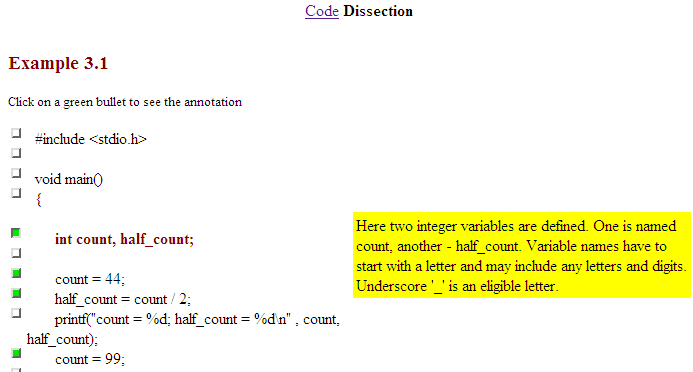 Code Dissection
Example 3.1
Click on a green bullet to see the annotation
#include <stdio.h>
void main()
{
int count, half_count;
count = 44;
half_count = count / 2;
printf("count = %d; half_count = %d\n" , count,
half_count);
count = 99;
Here two integer variables are defined. One is named
count, another - half_count. Variable names have to
start with a letter and may include any letters and digits.
Underscore '_' is an eligible letter.